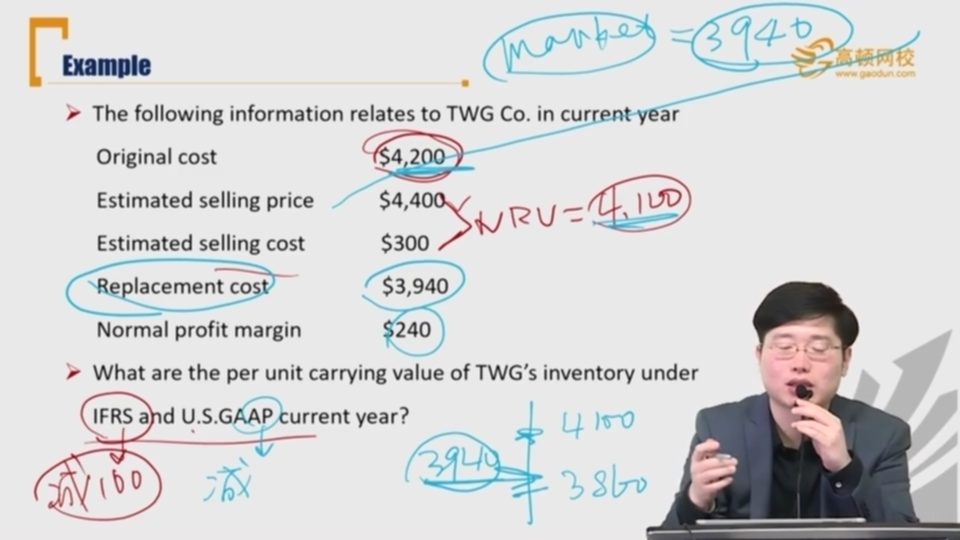 market = 3940
Example
高顿网校
www.gaodun.com
The following information relates to TWG Co. in current year
Original cost $4,200
Estimated selling price $4,400
NRV = 4,100
Estimated selling cost $300
Replacement cost $3,940
Normal profit margin $240
What are the per unit carrying value of TWG's inventory under
IFRS and U.S.GAAP current year?
4100
3940
3860
减100
减